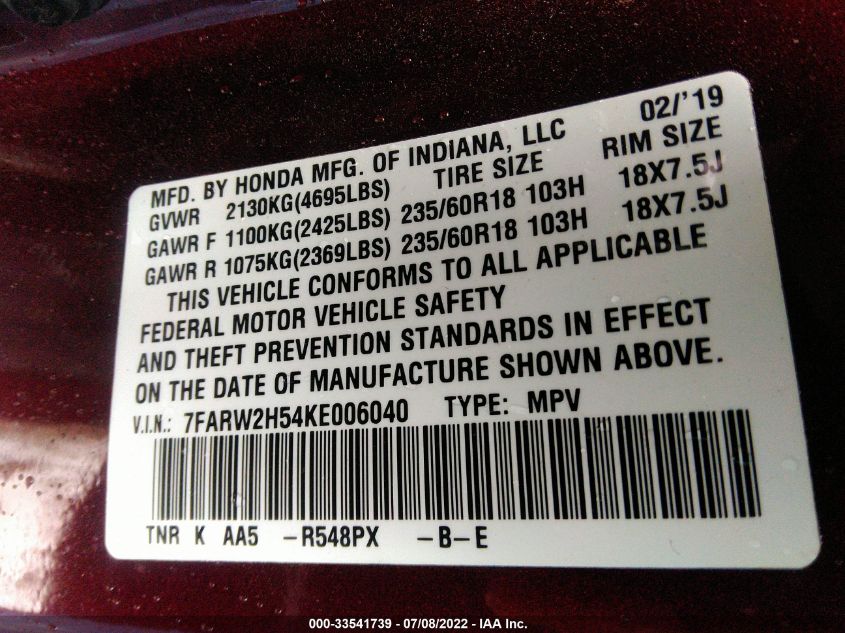 02/'19
MFD. BY HONDA MFG. OF INDIANA, LLC
GVWR 2130KG(4695LBS) TIRE SIZE RIM SIZE
GAWR F 1100KG(2425LBS) 235/60R18 103H 18X7.5J
GAWR R 1075KG(2369LBS) 235/60R18 103H 18X7.5J
THIS VEHICLE CONFORMS TO ALL APPLICABLE
FEDERAL MOTOR VEHICLE SAFETY
AND THEFT PREVENTION STANDARDS IN EFFECT
ON THE DATE OF MANUFACTURE SHOWN ABOVE.
V.I.N.: 7FARW2H54KE006040 TYPE: MPV
TNR K AA5 -R548PX -B-E
000-33541739 - 07/08/2022 - IAA Inc.